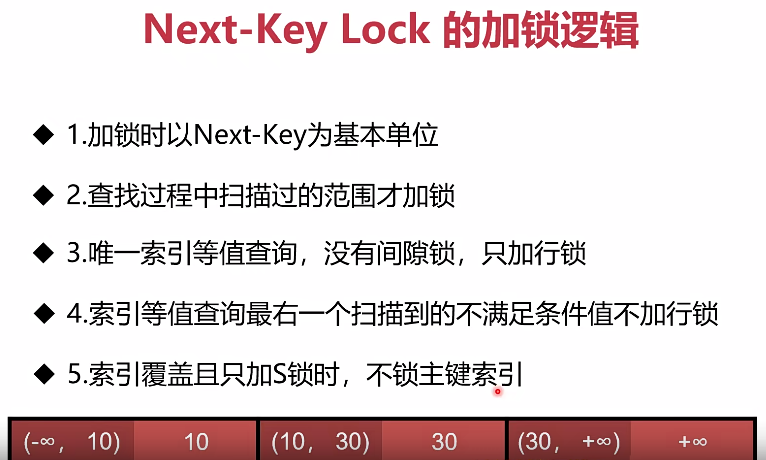 Next-Key Lock 的加锁逻辑
◆ 1.加锁时以Next-Key为基本单位
◆ 2.查找过程中扫描过的范围才加锁
◆ 3.唯一索引等值查询，没有间隙锁，只加行锁
◆ 4.索引等值查询最右一个扫描到的不满足条件值不加行锁
◆ 5.索引覆盖且只加S锁时，不锁主键索引
(-∞， 10) 10 (10， 30) 30 (30， +∞) +∞